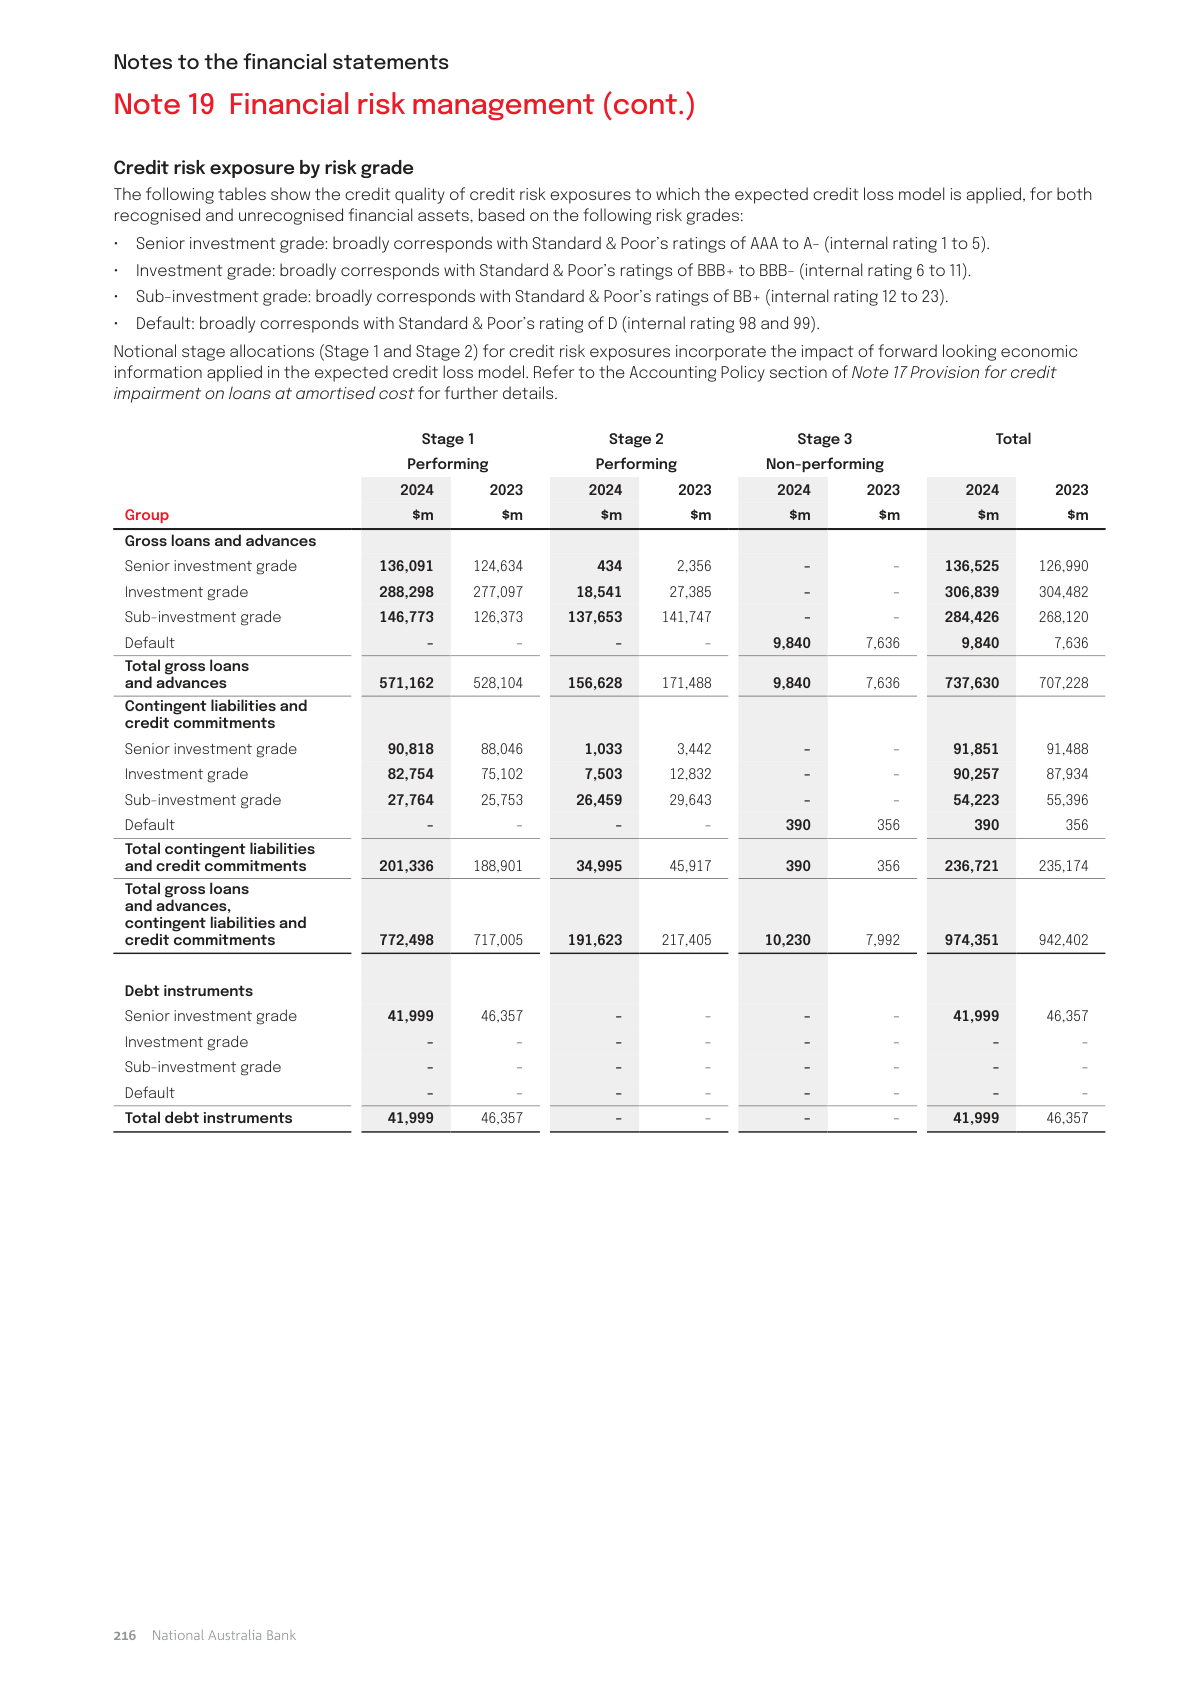 Notes to the financial statements
Note 19 Financial risk management (cont.)
Credit risk exposure by risk grade
The following tables show the credit quality of credit risk exposures to which the expected credit loss model is applied, for both
recognised and unrecognised financial assets, based on the following risk grades:
• Senior investment grade: broadly corresponds with Standard & Poor's ratings of AAA to A- (internal rating 1 to 5).
• Investment grade: broadly corresponds with Standard & Poor's ratings of BBB+ to BBB- (internal rating 6 to 11).
• Sub-investment grade: broadly corresponds with Standard & Poor's ratings of BB+ (internal rating 12 to 23).
• Default: broadly corresponds with Standard & Poor's rating of D (internal rating 98 and 99).
Notional stage allocations (Stage 1 and Stage 2) for credit risk exposures incorporate the impact of forward looking economic
information applied in the expected credit loss model. Refer to the Accounting Policy section of Note 17 Provision for credit
impairment on loans at amortised cost for further details.
Stage 1 Stage 2 Stage 3 Total
Performing Performing Non-performing
2024 2023 2024 2023 2024 2023 2024 2023
Group $m $m $m $m $m $m $m $m
Gross loans and advances
Senior investment grade 136,091 124,634 434 2,356 – – 136,525 126,990
Investment grade 288,298 277,097 18,541 27,385 – – 306,839 304,482
Sub-investment grade 146,773 126,373 137,653 141,747 – – 284,426 268,120
Default – – – – 9,840 7,636 9,840 7,636
Total gross loans
and advances 571,162 528,104 156,628 171,488 9,840 7,636 737,630 707,228
Contingent liabilities and
credit commitments
Senior investment grade 90,818 88,046 1,033 3,442 – – 91,851 91,488
Investment grade 82,754 75,102 7,503 12,832 – – 90,257 87,934
Sub-investment grade 27,764 25,753 26,459 29,643 – – 54,223 55,396
Default – – – – 390 356 390 356
Total contingent liabilities
and credit commitments 201,336 188,901 34,995 45,917 390 356 236,721 235,174
Total gross loans
and advances,
contingent liabilities and
credit commitments 772,498 717,005 191,623 217,405 10,230 7,992 974,351 942,402
Debt instruments
Senior investment grade 41,999 46,357 – – – – 41,999 46,357
Investment grade – – – – – – – –
Sub-investment grade – – – – – – – –
Default – – – – – – – –
Total debt instruments 41,999 46,357 – – – – 41,999 46,357
216 National Australia Bank